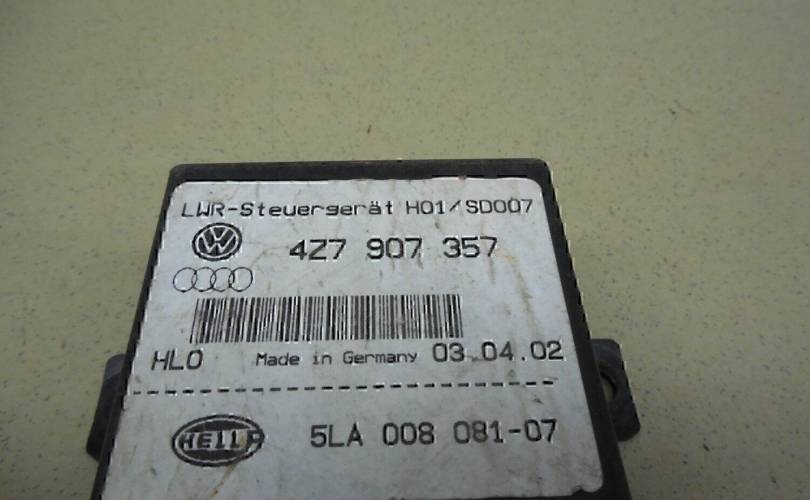 LWR-Steuergerät H01/SD007
4Z7 907 357
HLO Made in Germany 03.04.02
HELLA 5LA 008 081-07